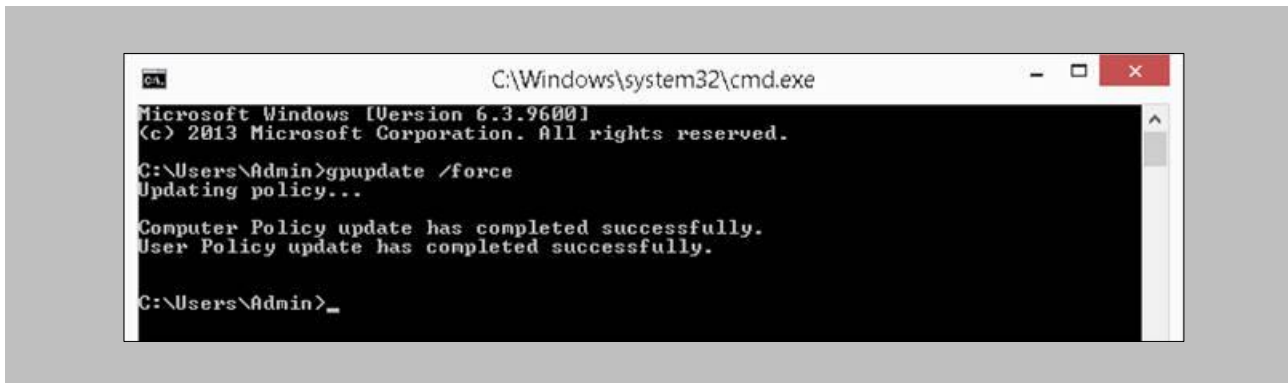 C:\Windows\system32\cmd.exe
Microsoft Windows [Version 6.3.9600]
(c) 2013 Microsoft Corporation. All rights reserved.
C:\Users\Admin>gpupdate /force
Updating policy...
Computer Policy update has completed successfully.
User Policy update has completed successfully.
C:\Users\Admin>_